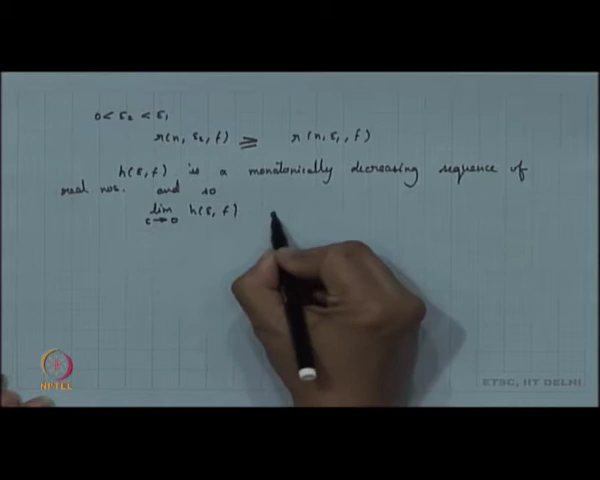 0 < ε₂ < ε₁
r(n, ε₂, f) ≥ r(n, ε₁, f)
h(ε, f) is a monotonically decreasing sequence of
real nos. and so
lim h(ε, f)
ε→0
NPTEL
ETSC, IIT DELHI